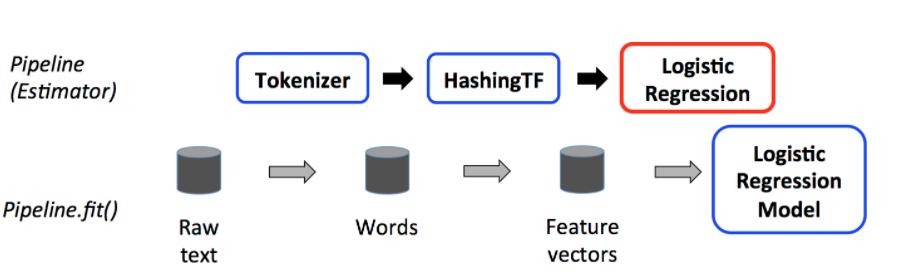 Pipeline
(Estimator)
Tokenizer
HashingTF
Logistic
Regression
Pipeline.fit()
Raw
text
Words
Feature
vectors
Logistic
Regression
Model